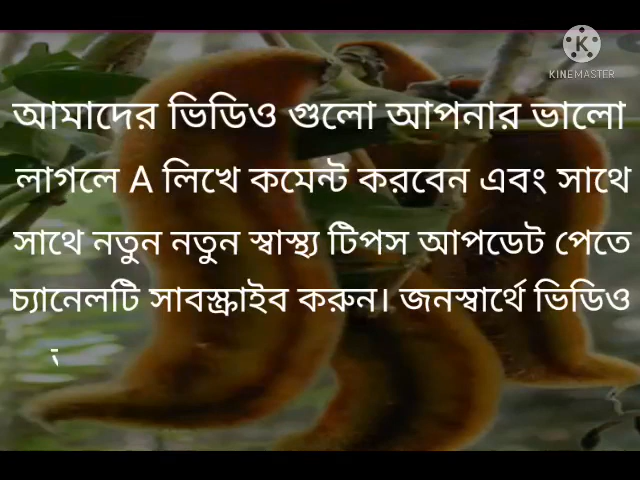 KINEMASTER
আমাদের ভিডিও গুলো আপনার ভালো
লাগলে A লিখে কমেন্ট করবেন এবং সাথে
সাথে নতুন নতুন স্বাস্থ্য টিপস আপডেট পেতে
চ্যানেলটি সাবস্ক্রাইব করুন। জনস্বার্থে ভিডিও